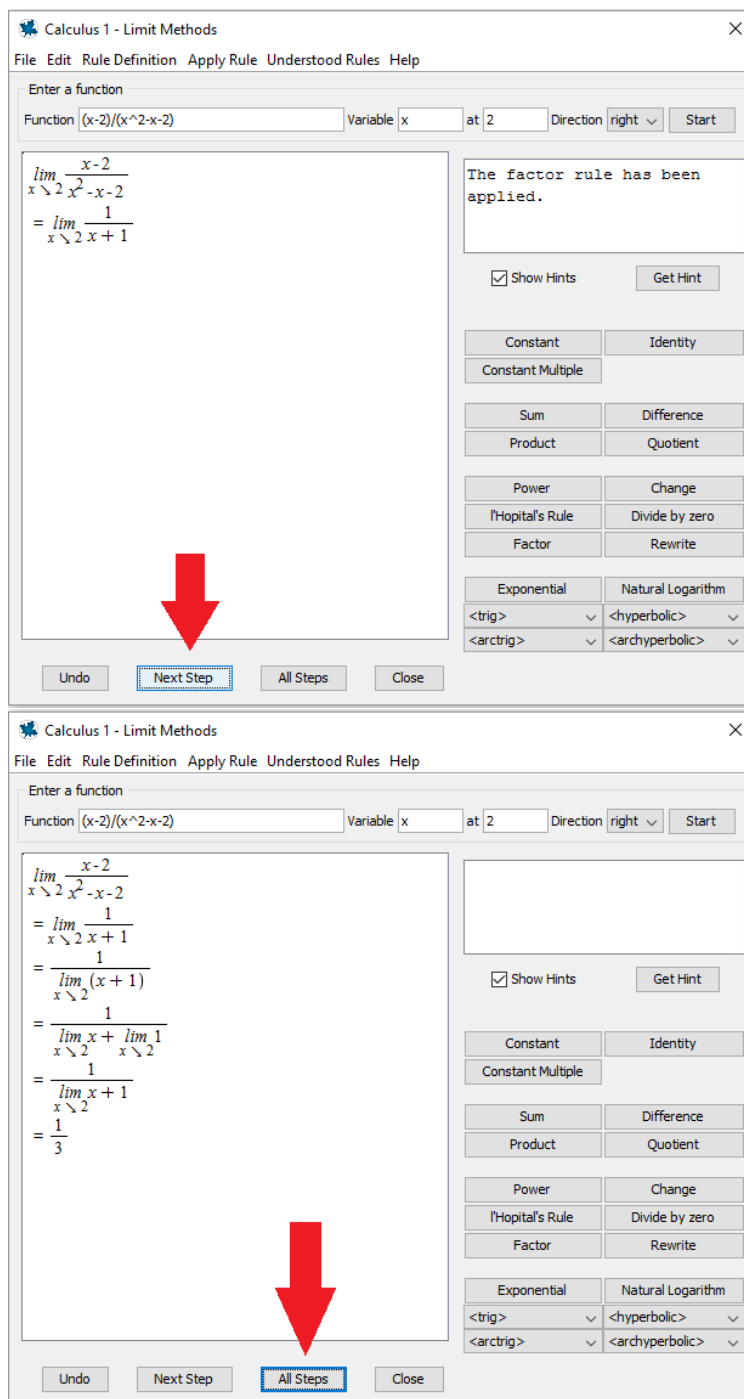 Calculus 1 - Limit Methods
File Edit Rule Definition Apply Rule Understood Rules Help
Enter a function
Function (x-2)/(x^2-x-2) Variable x at 2 Direction right Start
lim x↘2 (x-2)/(x²-x-2)
= lim x↘2 1/(x+1)
The factor rule has been
applied.
Show Hints Get Hint
Constant Identity
Constant Multiple
Sum Difference
Product Quotient
Power Change
l'Hopital's Rule Divide by zero
Factor Rewrite
Exponential Natural Logarithm
<trig> <hyperbolic>
<arctrig> <archyperbolic>
Undo Next Step All Steps Close
Calculus 1 - Limit Methods
File Edit Rule Definition Apply Rule Understood Rules Help
Enter a function
Function (x-2)/(x^2-x-2) Variable x at 2 Direction right Start
lim x↘2 (x-2)/(x²-x-2)
= lim x↘2 1/(x+1)
= 1/(lim x↘2 (x+1))
= 1/(lim x↘2 x + lim x↘2 1)
= 1/(lim x↘2 x + 1)
= 1/3
Show Hints Get Hint
Constant Identity
Constant Multiple
Sum Difference
Product Quotient
Power Change
l'Hopital's Rule Divide by zero
Factor Rewrite
Exponential Natural Logarithm
<trig> <hyperbolic>
<arctrig> <archyperbolic>
Undo Next Step All Steps Close